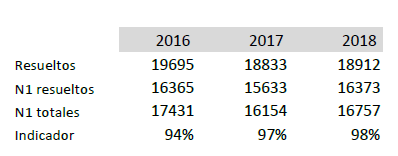 2016 2017 2018
Resueltos 19695 18833 18912
N1 resueltos 16365 15633 16373
N1 totales 17431 16154 16757
Indicador 94% 97% 98%